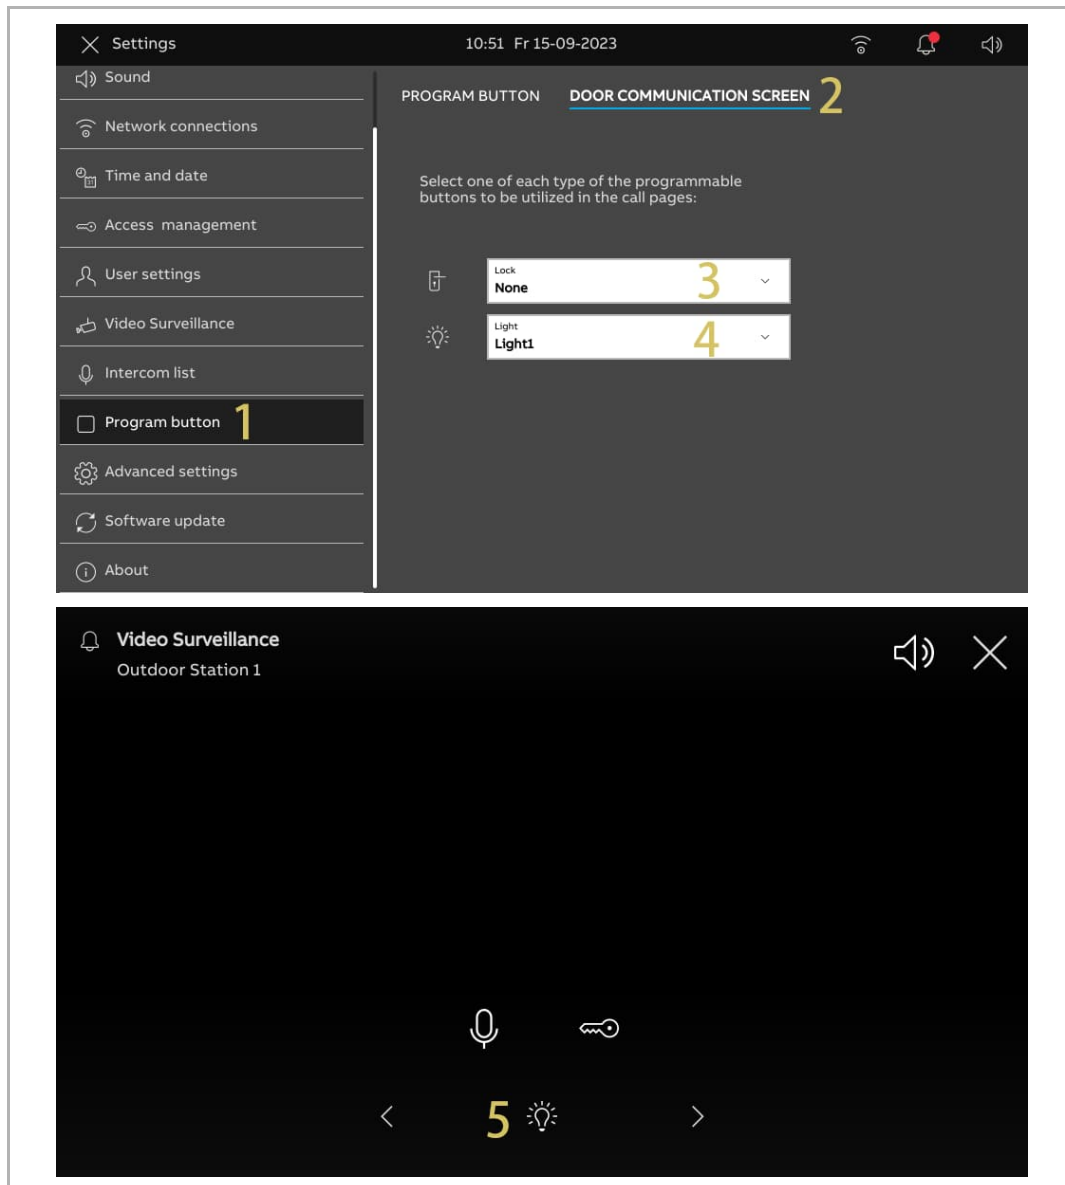 Settings
10:51 Fr 15-09-2023
Sound
Network connections
Time and date
Access management
User settings
Video Surveillance
Intercom list
Program button 1
Advanced settings
Software update
About
PROGRAM BUTTON DOOR COMMUNICATION SCREEN 2
Select one of each type of the programmable
buttons to be utilized in the call pages:
Lock
None 3
Light
Light1 4
Video Surveillance
Outdoor Station 1
5